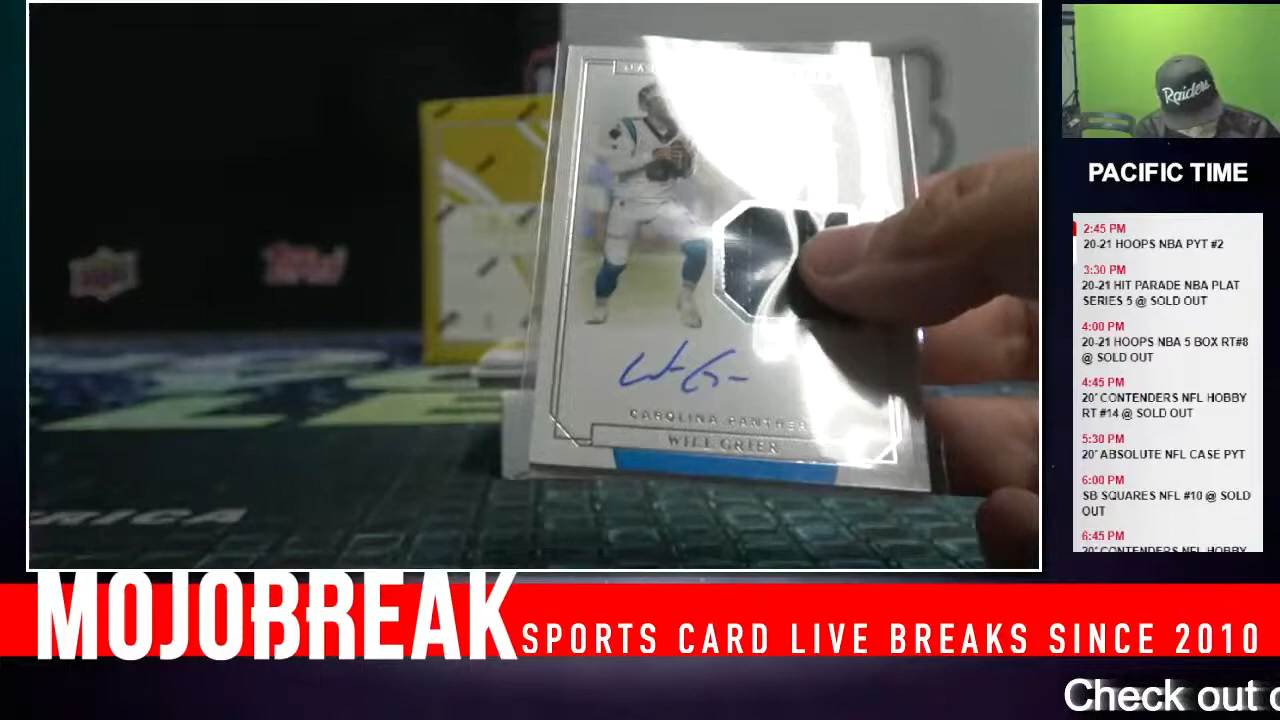 CAROLINA PANTHER
WILL GRIER
Topps
RICA
Raiders
PACIFIC TIME
2:45 PM
20-21 HOOPS NBA PYT #2
3:30 PM
20-21 HIT PARADE NBA PLAT
SERIES 5 @ SOLD OUT
4:00 PM
20-21 HOOPS NBA 5 BOX RT#8
@ SOLD OUT
4:45 PM
20' CONTENDERS NFL HOBBY
RT #14 @ SOLD OUT
5:30 PM
20' ABSOLUTE NFL CASE PYT
6:00 PM
SB SQUARES NFL #10 @ SOLD
OUT
6:45 PM
20' CONTENDERS NFL HOBBY
MOJOBREAK
SPORTS CARD LIVE BREAKS SINCE 2010
Check out